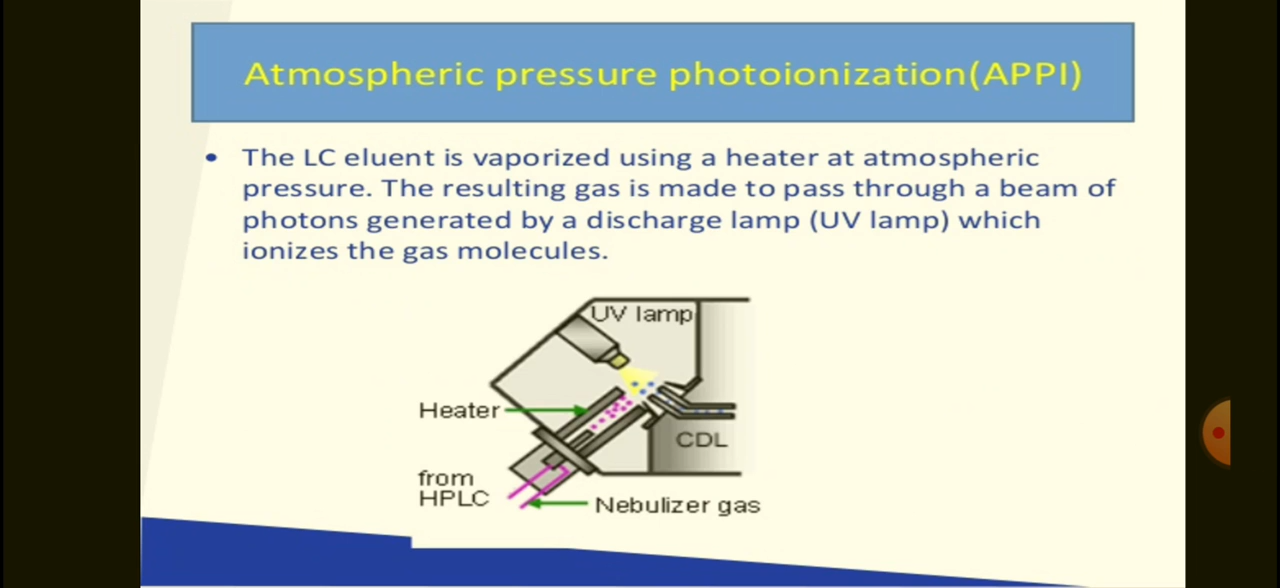 Atmospheric pressure photoionization(APPI)
• The LC eluent is vaporized using a heater at atmospheric
pressure. The resulting gas is made to pass through a beam of
photons generated by a discharge lamp (UV lamp) which
ionizes the gas molecules.
UV lamp
Heater
CDL
from
HPLC
Nebulizer gas